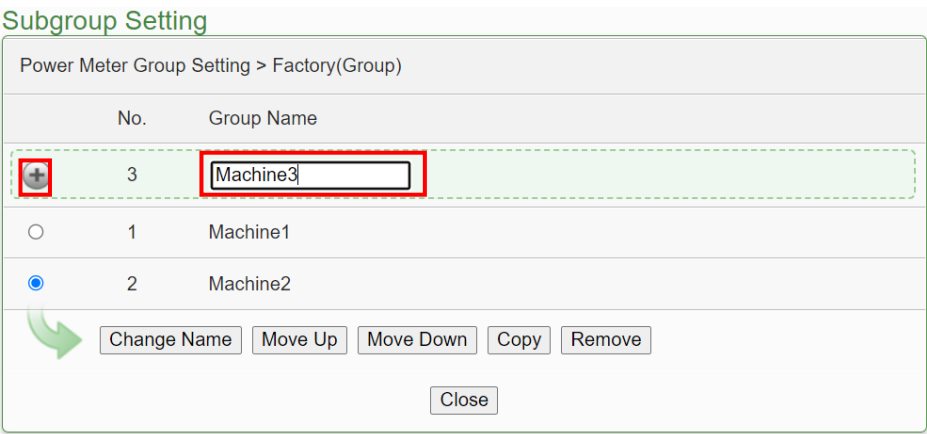 Subgroup Setting
Power Meter Group Setting > Factory(Group)
No. Group Name
3 Machine3
1 Machine1
2 Machine2
Change Name Move Up Move Down Copy Remove
Close